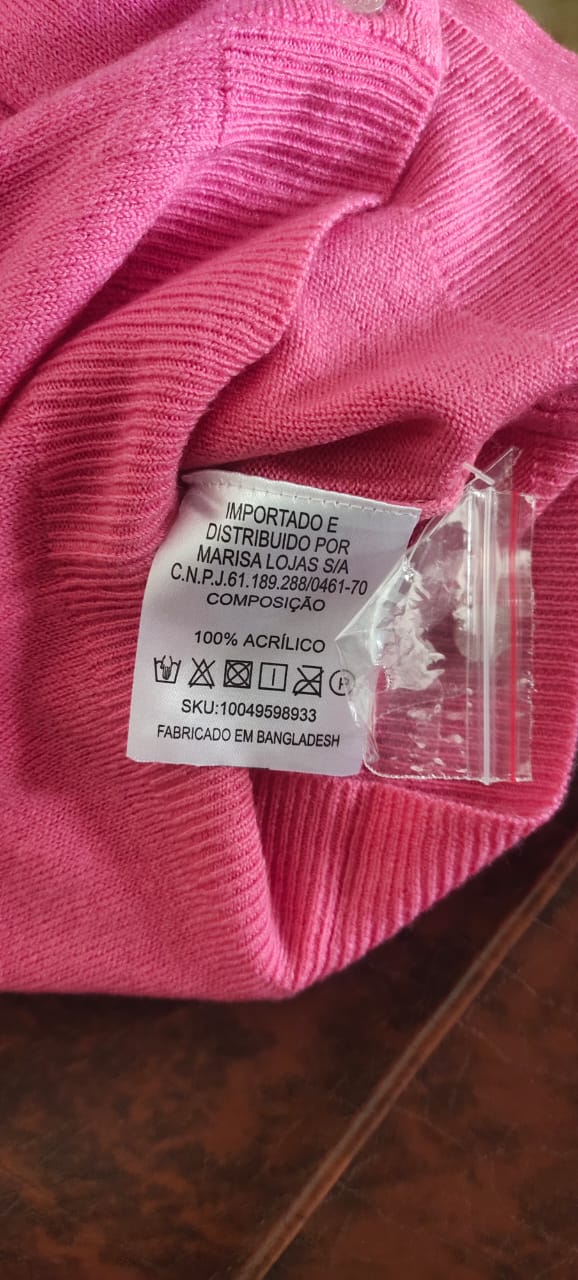 IMPORTADO E
DISTRIBUIDO POR
MARISA LOJAS S/A
C.N.P.J.61.189.288/0461-70
COMPOSIÇÃO
100% ACRÍLICO
P
SKU:10049598933
FABRICADO EM BANGLADESH